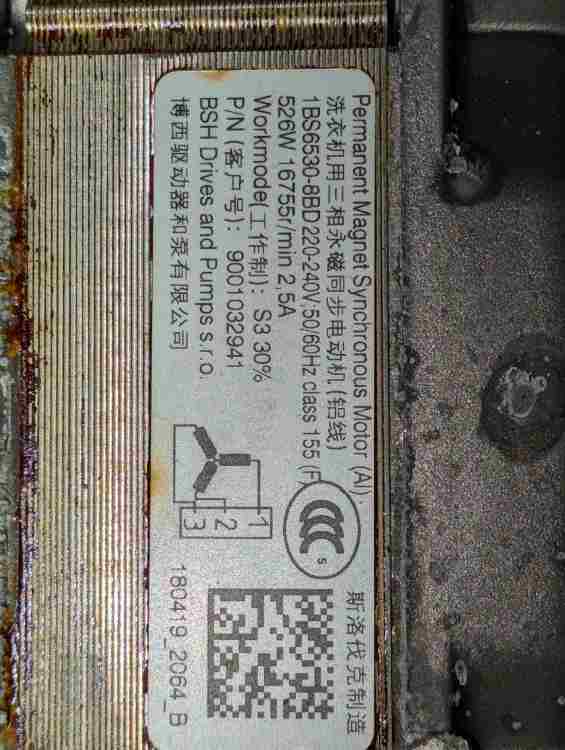 Permanent Magnet Synchronous Motor (Al),
洗衣机用三相永磁同步电动机(铝线)
1BS6530-8BD 220-240V,50/60Hz class 155 (F)
526W 16755r/min 2,5A
Workmode(工作制): S3 30%
P/N (客户号): 9001032941
BSH Drives and Pumps s.r.o.
博西驱动器和泵有限公司
1
2
3
S
斯洛伐克制造
180419_2064_B